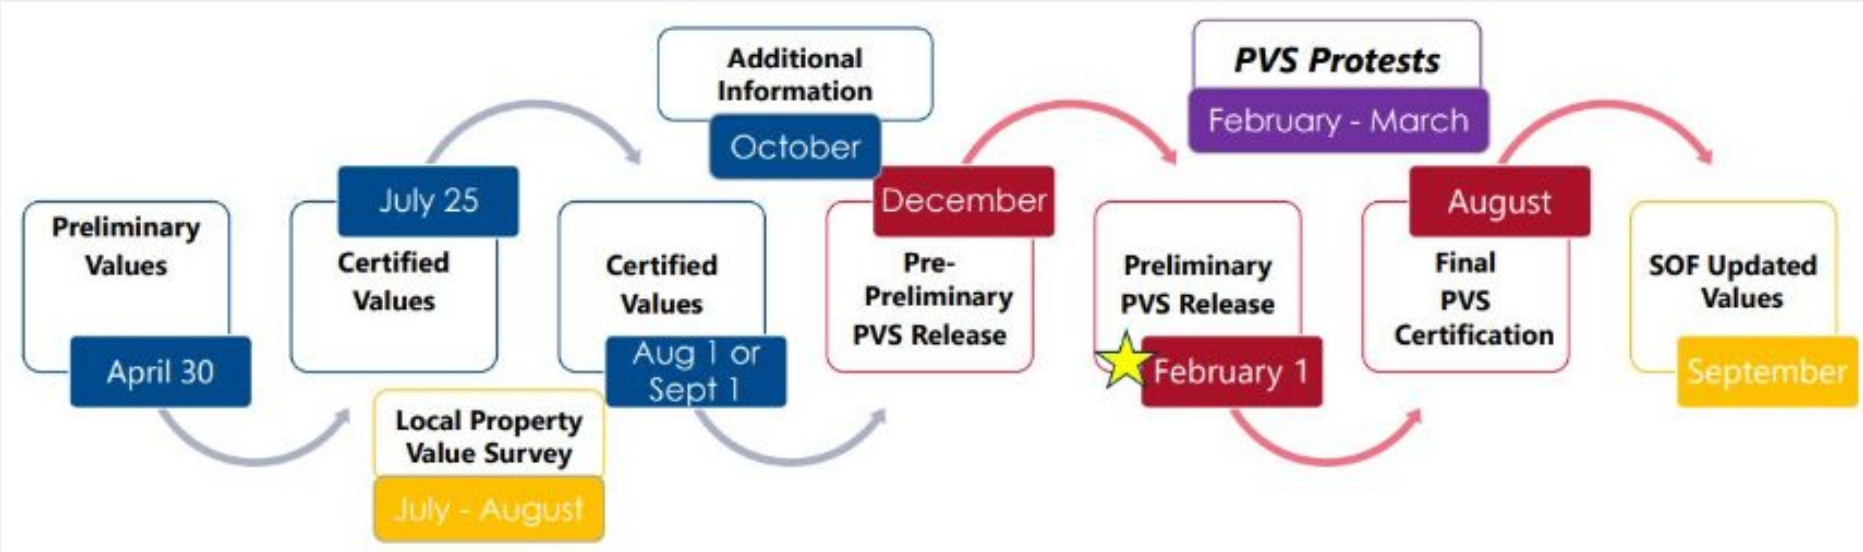 Preliminary
Values
April 30
July 25
Certified
Values
Local Property
Value Survey
July - August
Certified
Values
Aug 1 or
Sept 1
Additional
Information
October
December
Pre-
Preliminary
PVS Release
Preliminary
PVS Release
February 1
PVS Protests
February - March
August
Final
PVS
Certification
SOF Updated
Values
September